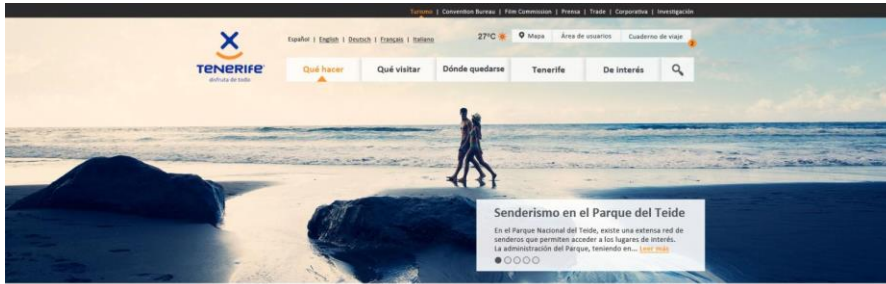 Turismo | Convention Bureau | Film Commission | Prensa | Trade | Corporativa | Investigación
Español | English | Deutsch | Français | Italiano
27ºC
Mapa
Área de usuarios
Cuaderno de viaje
2
TENERIFE
disfruta de todo
Qué hacer
Qué visitar
Dónde quedarse
Tenerife
De interés
Senderismo en el Parque del Teide
En el Parque Nacional del Teide, existe una extensa red de
senderos que permiten acceder a los lugares de interés.
La administración del Parque, teniendo en... Leer más